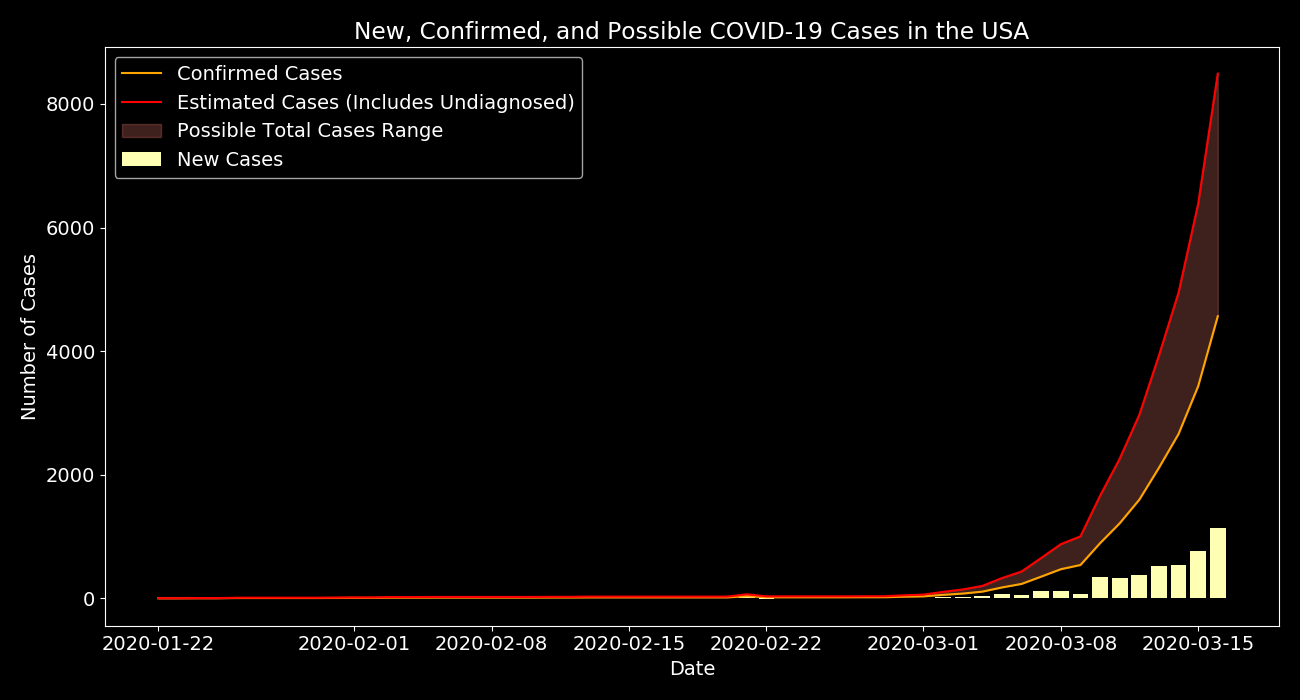 New, Confirmed, and Possible COVID-19 Cases in the USA
Confirmed Cases
Estimated Cases (Includes Undiagnosed)
Possible Total Cases Range
New Cases
8000
6000
4000
2000
0
Number of Cases
2020-01-22 2020-02-01 2020-02-08 2020-02-15 2020-02-22 2020-03-01 2020-03-08 2020-03-15
Date